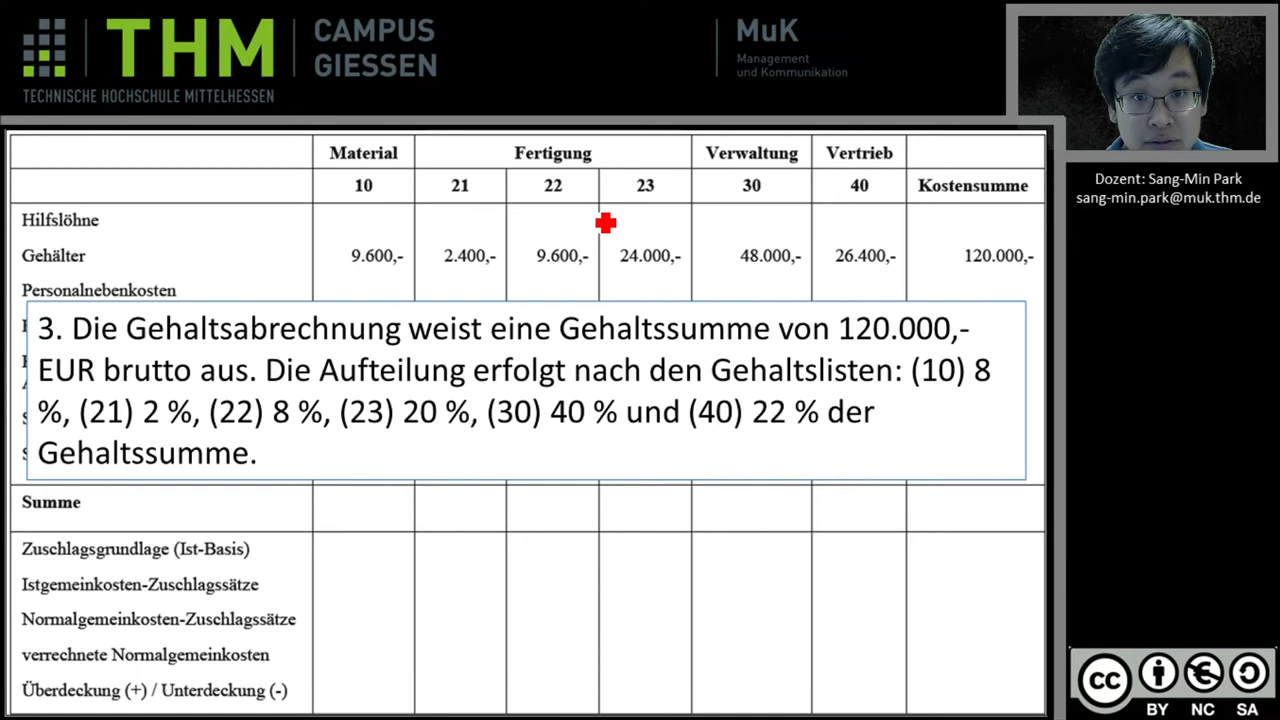 THM
CAMPUS
GIESSEN
TECHNISCHE HOCHSCHULE MITTELHESSEN
MuK
Management
und Kommunikation
Dozent: Sang-Min Park
sang-min.park@muk.thm.de
Material Fertigung Verwaltung Vertrieb
10 21 22 23 30 40 Kostensumme
Hilfslöhne
Gehälter 9.600,- 2.400,- 9.600,- 24.000,- 48.000,- 26.400,- 120.000,-
Personalnebenkosten
3. Die Gehaltsabrechnung weist eine Gehaltssumme von 120.000,-
EUR brutto aus. Die Aufteilung erfolgt nach den Gehaltslisten: (10) 8
%, (21) 2 %, (22) 8 %, (23) 20 %, (30) 40 % und (40) 22 % der
Gehaltssumme.
Summe
Zuschlagsgrundlage (Ist-Basis)
Istgemeinkosten-Zuschlagssätze
Normalgemeinkosten-Zuschlagssätze
verrechnete Normalgemeinkosten
Überdeckung (+) / Unterdeckung (-)
CC
BY NC SA